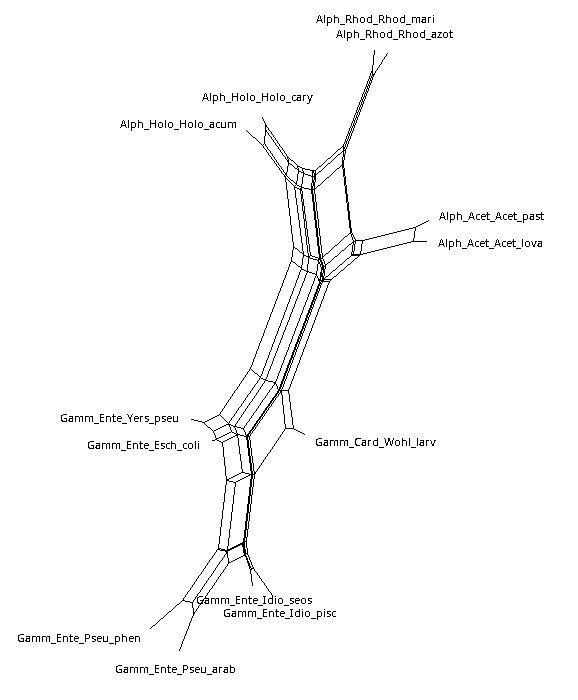 Alph_Rhod_Rhod_mari
Alph_Rhod_Rhod_azot
Alph_Holo_Holo_cary
Alph_Holo_Holo_acum
Alph_Acet_Acet_past
Alph_Acet_Acet_lova
Gamm_Ente_Yers_pseu
Gamm_Ente_Esch_coli
Gamm_Card_Wohl_larv
Gamm_Ente_Idio_seos
Gamm_Ente_Idio_pisc
Gamm_Ente_Pseu_phen
Gamm_Ente_Pseu_arab